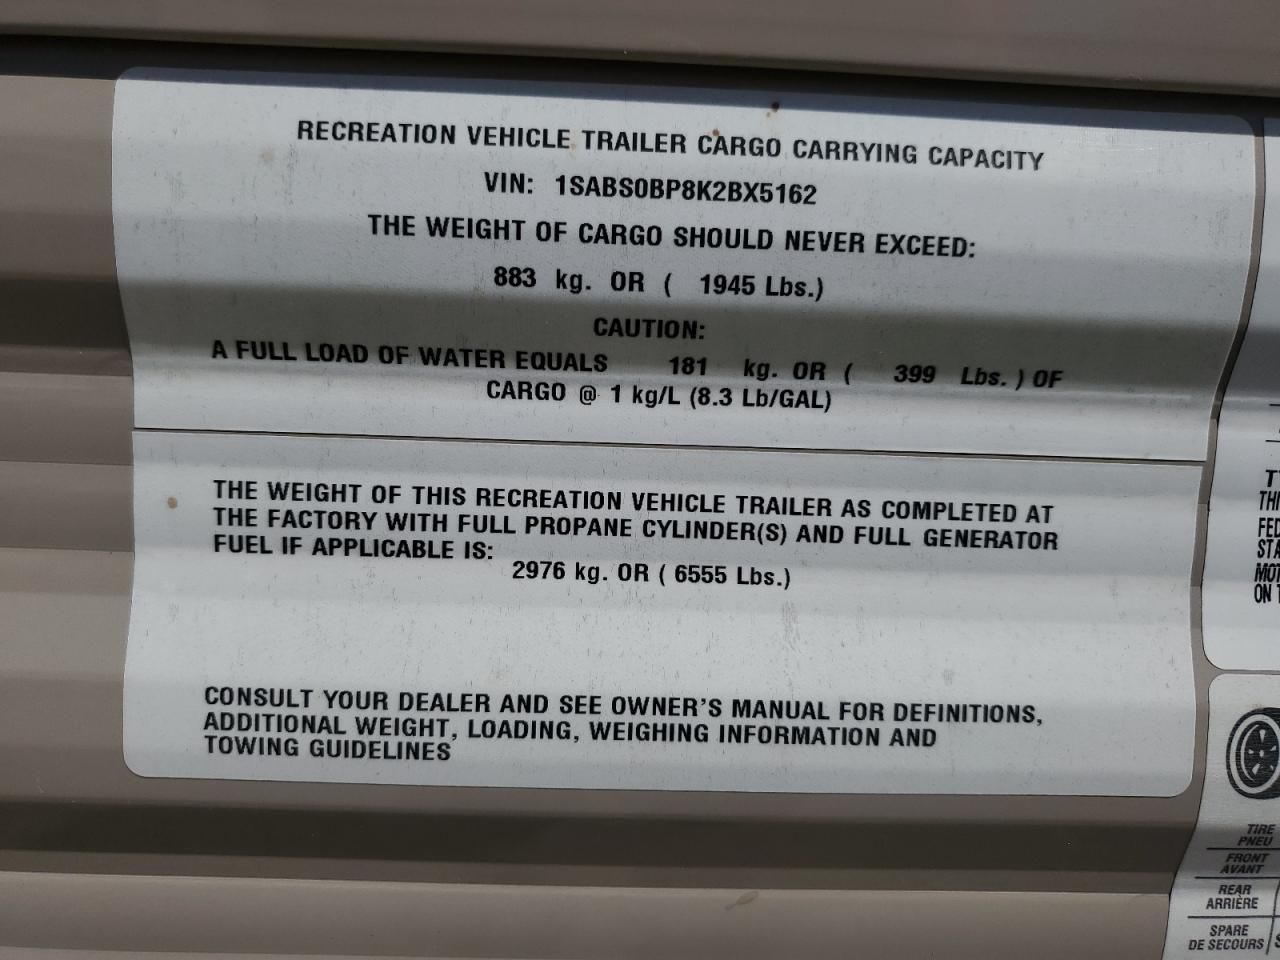 RECREATION VEHICLE TRAILER CARGO CARRYING CAPACITY
VIN: 1SABS0BP8K2BX5162
THE WEIGHT OF CARGO SHOULD NEVER EXCEED:
883 kg. OR ( 1945 Lbs.)
CAUTION:
A FULL LOAD OF WATER EQUALS 181 kg. OR ( 399 Lbs. ) OF
CARGO @ 1 kg/L (8.3 Lb/GAL)
THE WEIGHT OF THIS RECREATION VEHICLE TRAILER AS COMPLETED AT
THE FACTORY WITH FULL PROPANE CYLINDER(S) AND FULL GENERATOR
FUEL IF APPLICABLE IS:
2976 kg. OR ( 6555 Lbs.)
CONSULT YOUR DEALER AND SEE OWNER'S MANUAL FOR DEFINITIONS,
ADDITIONAL WEIGHT, LOADING, WEIGHING INFORMATION AND
TOWING GUIDELINES
TIRE
PNEU
FRONT
AVANT
REAR
ARRIÈRE
SPARE
DE SECOURS